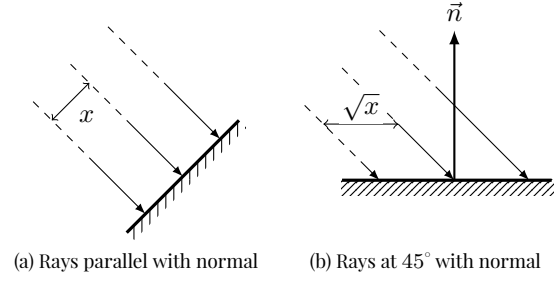 n⃗
x
√x
(a) Rays parallel with normal
(b) Rays at 45° with normal